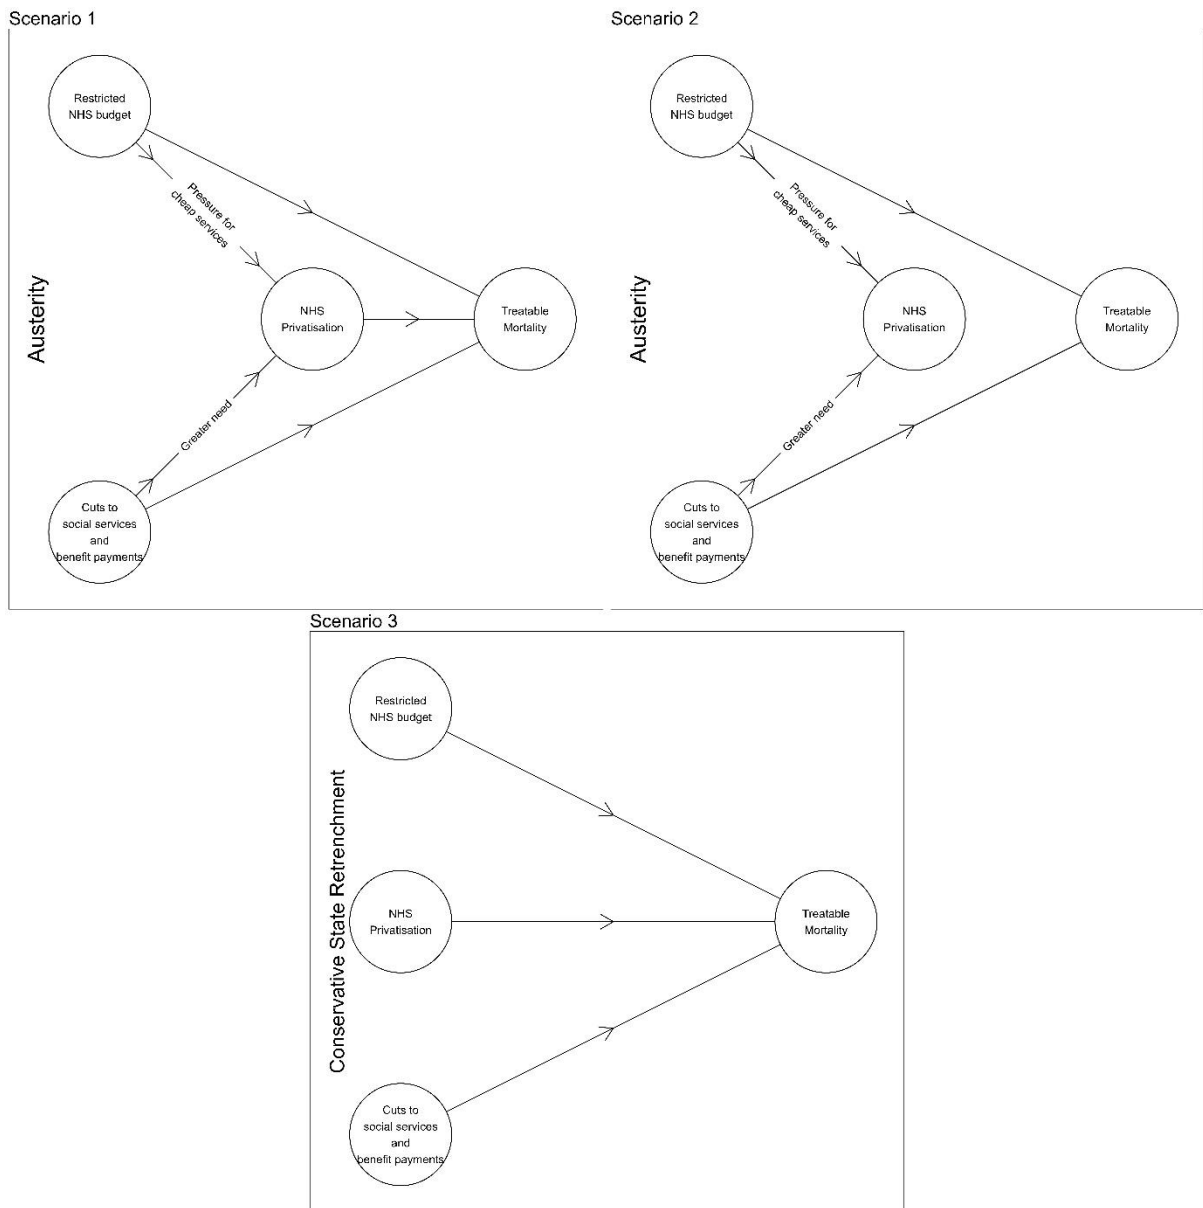 Scenario 1
Restricted
NHS budget
Pressure for
cheap services
Austerity
NHS
Privatisation
Treatable
Mortality
Greater need
Cuts to
social services
and
benefit payments
Scenario 2
Restricted
NHS budget
Pressure for
cheap services
Austerity
NHS
Privatisation
Treatable
Mortality
Greater need
Cuts to
social services
and
benefit payments
Scenario 3
Restricted
NHS budget
Conservative State Retrenchment
NHS
Privatisation
Treatable
Mortality
Cuts to
social services
and
benefit payments